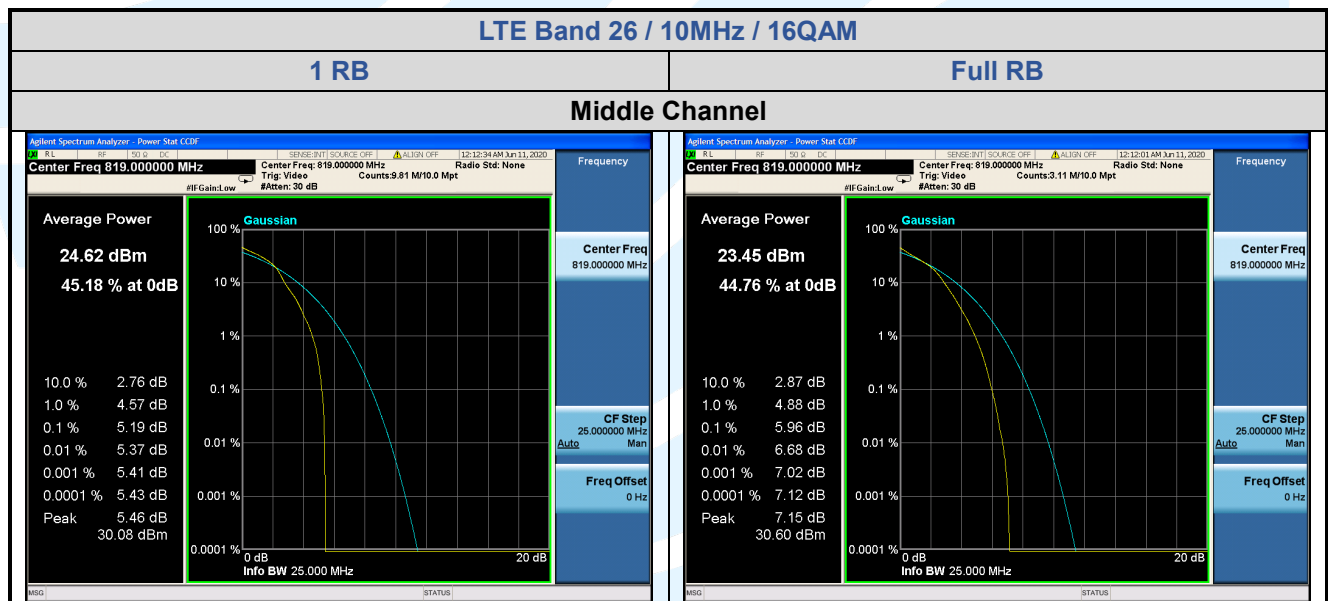 LTE Band 26 / 10MHz / 16QAM
1 RB
Full RB
Middle Channel
Agilent Spectrum Analyzer - Power Stat CCDF
RL RF 50 Ω DC SENSE:INT SOURCE OFF ALIGN OFF 12:12:34 AM Jun 11, 2020
Center Freq 819.000000 MHz
Center Freq: 819.000000 MHz Radio Std: None
Trig: Video Counts:9.81 M/10.0 Mpt
#IFGain:Low #Atten: 30 dB
Frequency
Average Power
24.62 dBm
45.18 % at 0dB
10.0 % 2.76 dB
1.0 % 4.57 dB
0.1 % 5.19 dB
0.01 % 5.37 dB
0.001 % 5.41 dB
0.0001 % 5.43 dB
Peak 5.46 dB
30.08 dBm
Gaussian
100 %
10 %
1 %
0.1 %
0.01 %
0.001 %
0.0001 %
0 dB 20 dB
Info BW 25.000 MHz
Center Freq
819.000000 MHz
CF Step
25.000000 MHz
Auto Man
Freq Offset
0 Hz
MSG STATUS
Agilent Spectrum Analyzer - Power Stat CCDF
RL RF 50 Ω DC SENSE:INT SOURCE OFF ALIGN OFF 12:12:01 AM Jun 11, 2020
Center Freq 819.000000 MHz
Center Freq: 819.000000 MHz Radio Std: None
Trig: Video Counts:3.11 M/10.0 Mpt
#IFGain:Low #Atten: 30 dB
Frequency
Average Power
23.45 dBm
44.76 % at 0dB
10.0 % 2.87 dB
1.0 % 4.88 dB
0.1 % 5.96 dB
0.01 % 6.68 dB
0.001 % 7.02 dB
0.0001 % 7.12 dB
Peak 7.15 dB
30.60 dBm
Gaussian
100 %
10 %
1 %
0.1 %
0.01 %
0.001 %
0.0001 %
0 dB 20 dB
Info BW 25.000 MHz
Center Freq
819.000000 MHz
CF Step
25.000000 MHz
Auto Man
Freq Offset
0 Hz
MSG STATUS